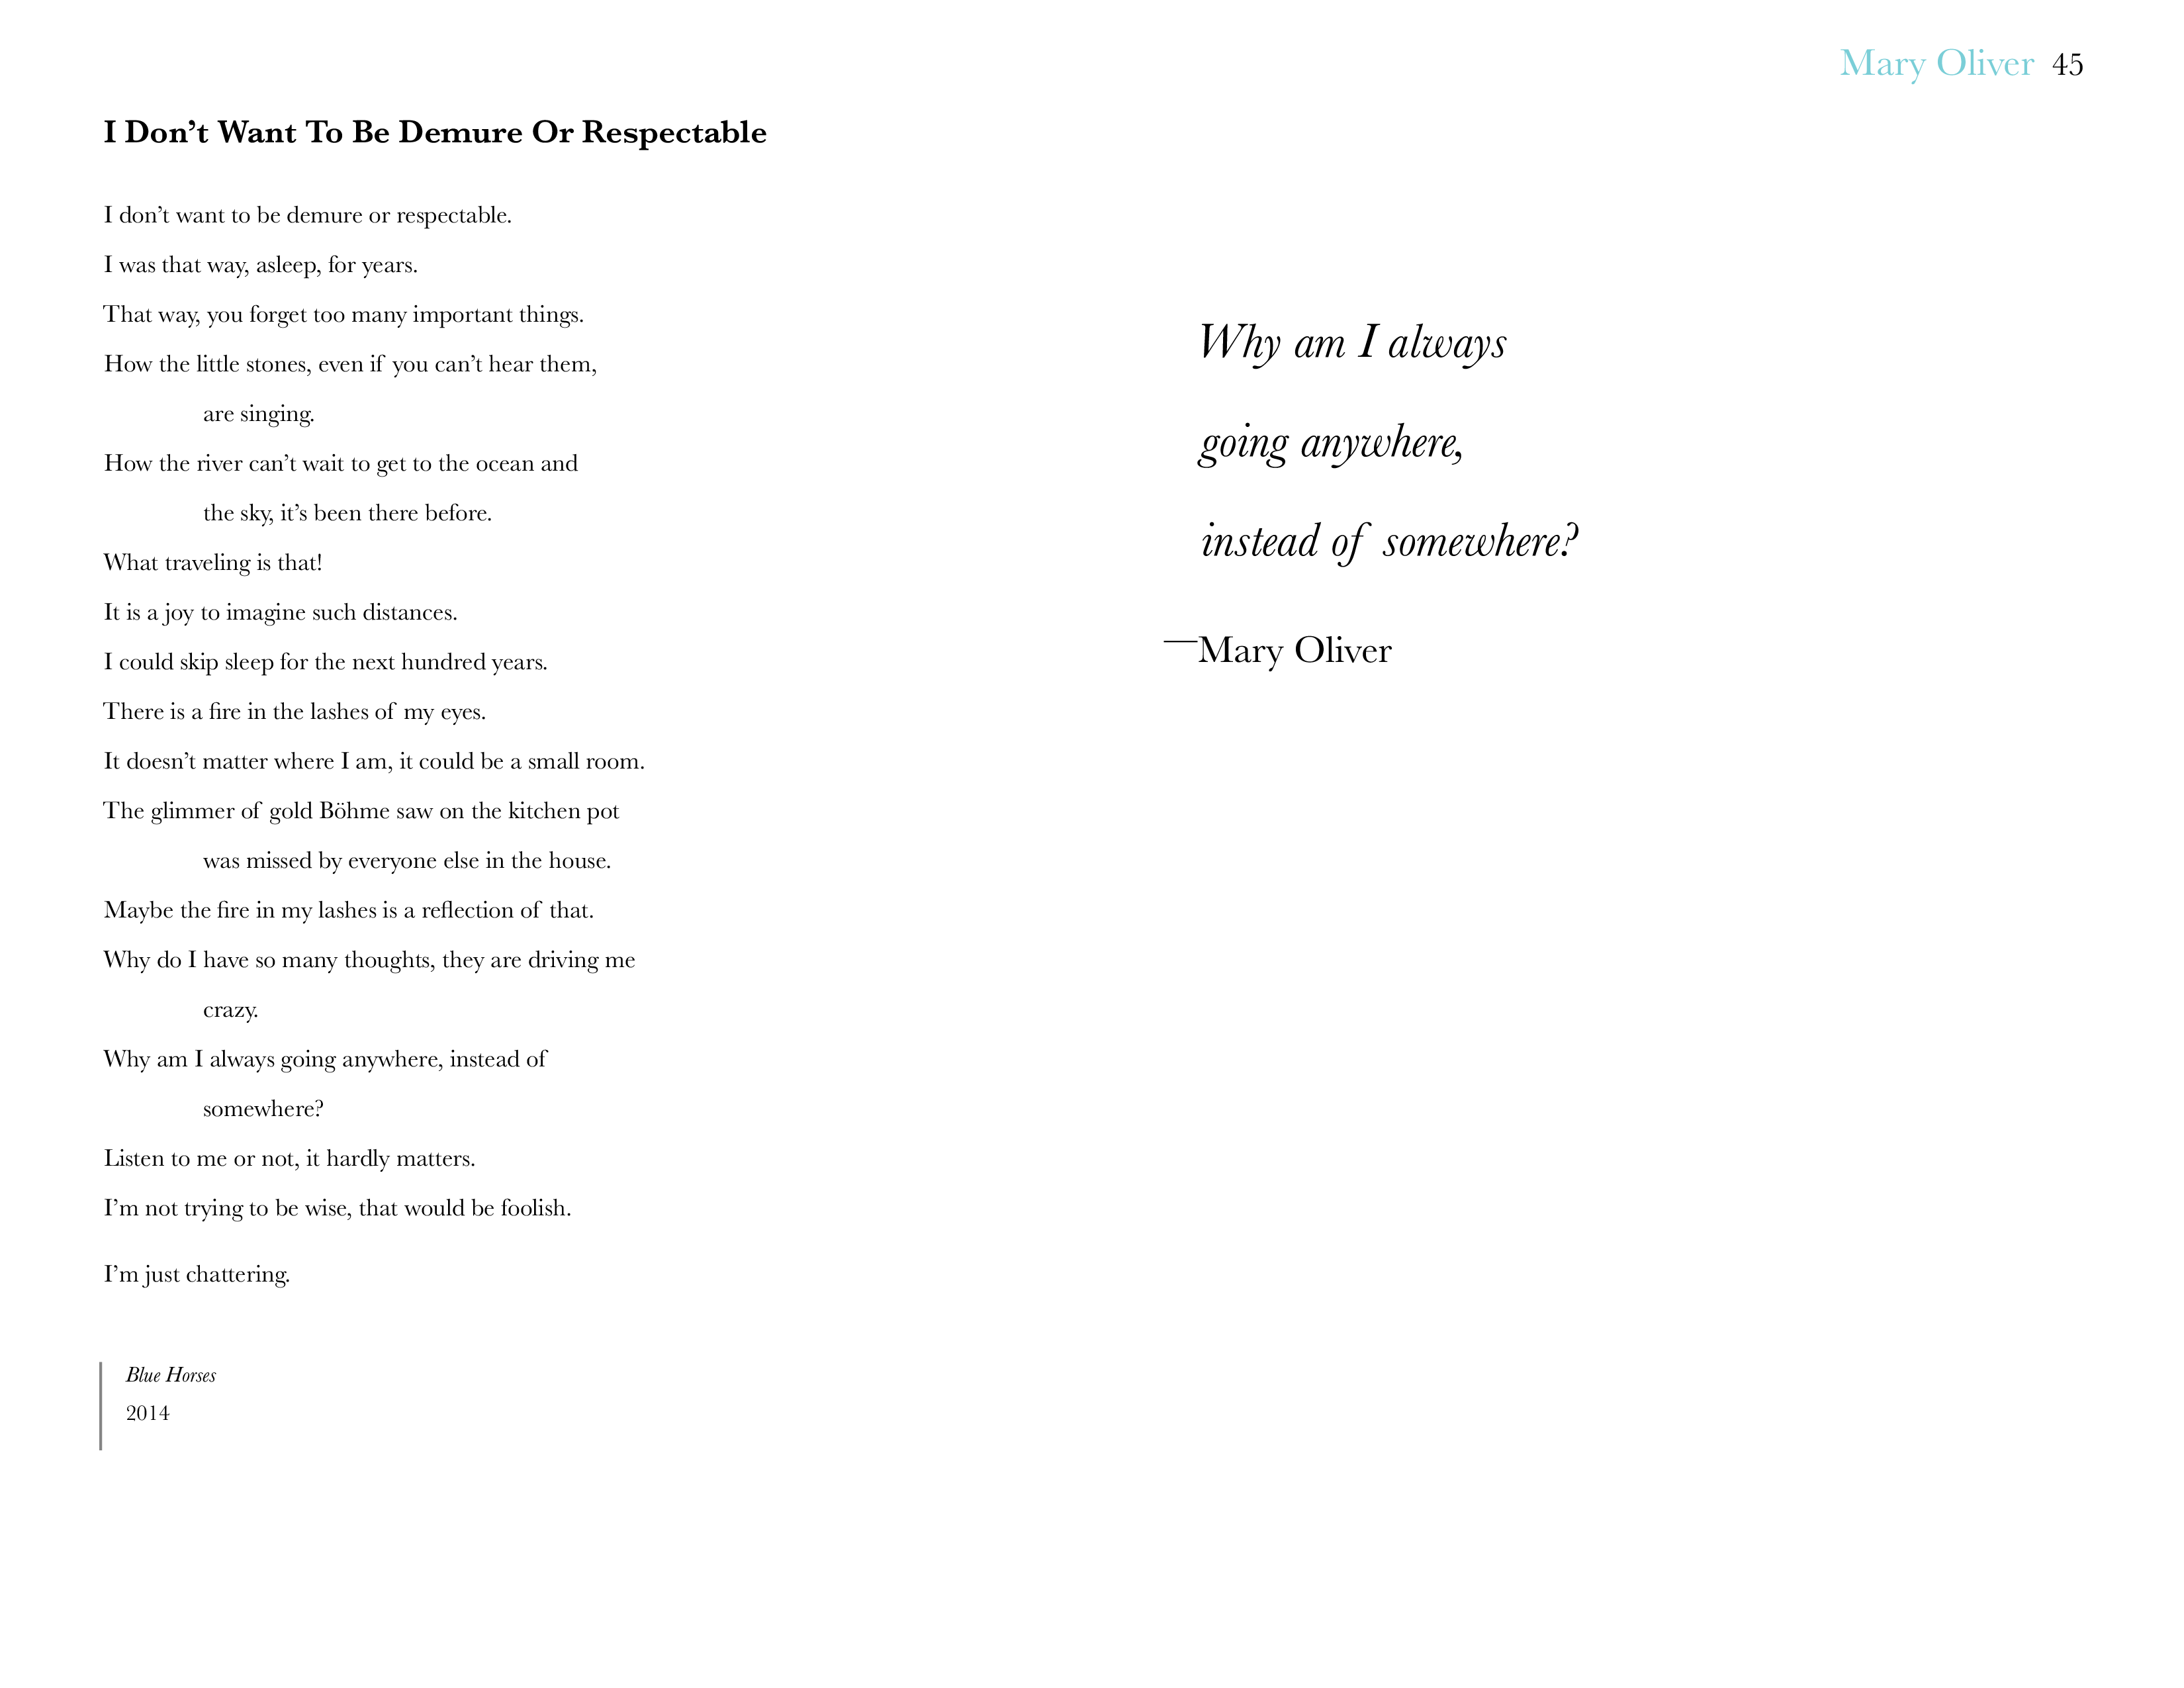 Mary Oliver 45
I Don’t Want To Be Demure Or Respectable
I don’t want to be demure or respectable.
I was that way, asleep, for years.
That way, you forget too many important things.
How the little stones, even if you can’t hear them,
are singing.
How the river can’t wait to get to the ocean and
the sky, it’s been there before.
What traveling is that!
It is a joy to imagine such distances.
I could skip sleep for the next hundred years.
There is a fire in the lashes of my eyes.
It doesn’t matter where I am, it could be a small room.
The glimmer of gold Böhme saw on the kitchen pot
was missed by everyone else in the house.
Maybe the fire in my lashes is a reflection of that.
Why do I have so many thoughts, they are driving me
crazy.
Why am I always going anywhere, instead of
somewhere?
Listen to me or not, it hardly matters.
I’m not trying to be wise, that would be foolish.
I’m just chattering.
Blue Horses
2014
Why am I always
going anywhere,
instead of somewhere?
—Mary Oliver